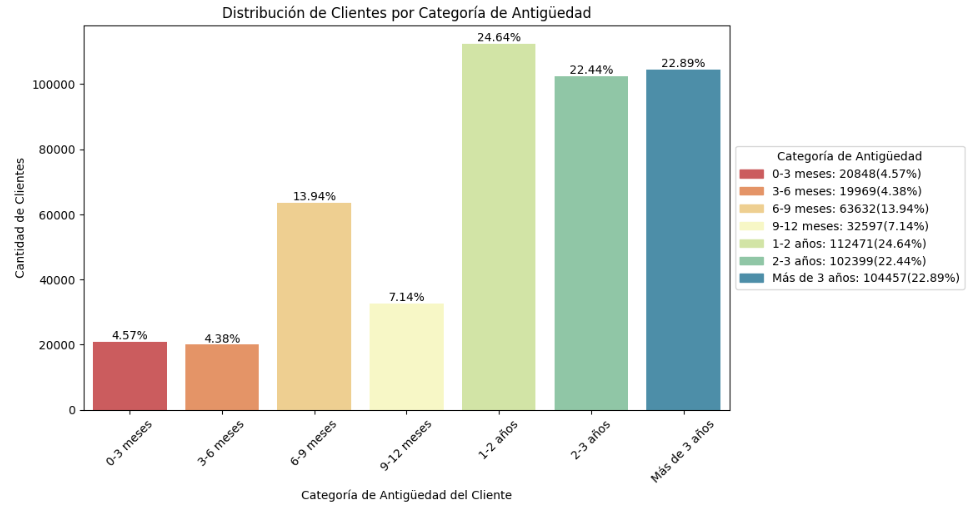 Distribución de Clientes por Categoría de Antigüedad
24.64%
22.44%
22.89%
13.94%
7.14%
4.57%
4.38%
100000
80000
60000
40000
20000
0
Cantidad de Clientes
0-3 meses
3-6 meses
6-9 meses
9-12 meses
1-2 años
2-3 años
Más de 3 años
Categoría de Antigüedad del Cliente
Categoría de Antigüedad
0-3 meses: 20848(4.57%)
3-6 meses: 19969(4.38%)
6-9 meses: 63632(13.94%)
9-12 meses: 32597(7.14%)
1-2 años: 112471(24.64%)
2-3 años: 102399(22.44%)
Más de 3 años: 104457(22.89%)